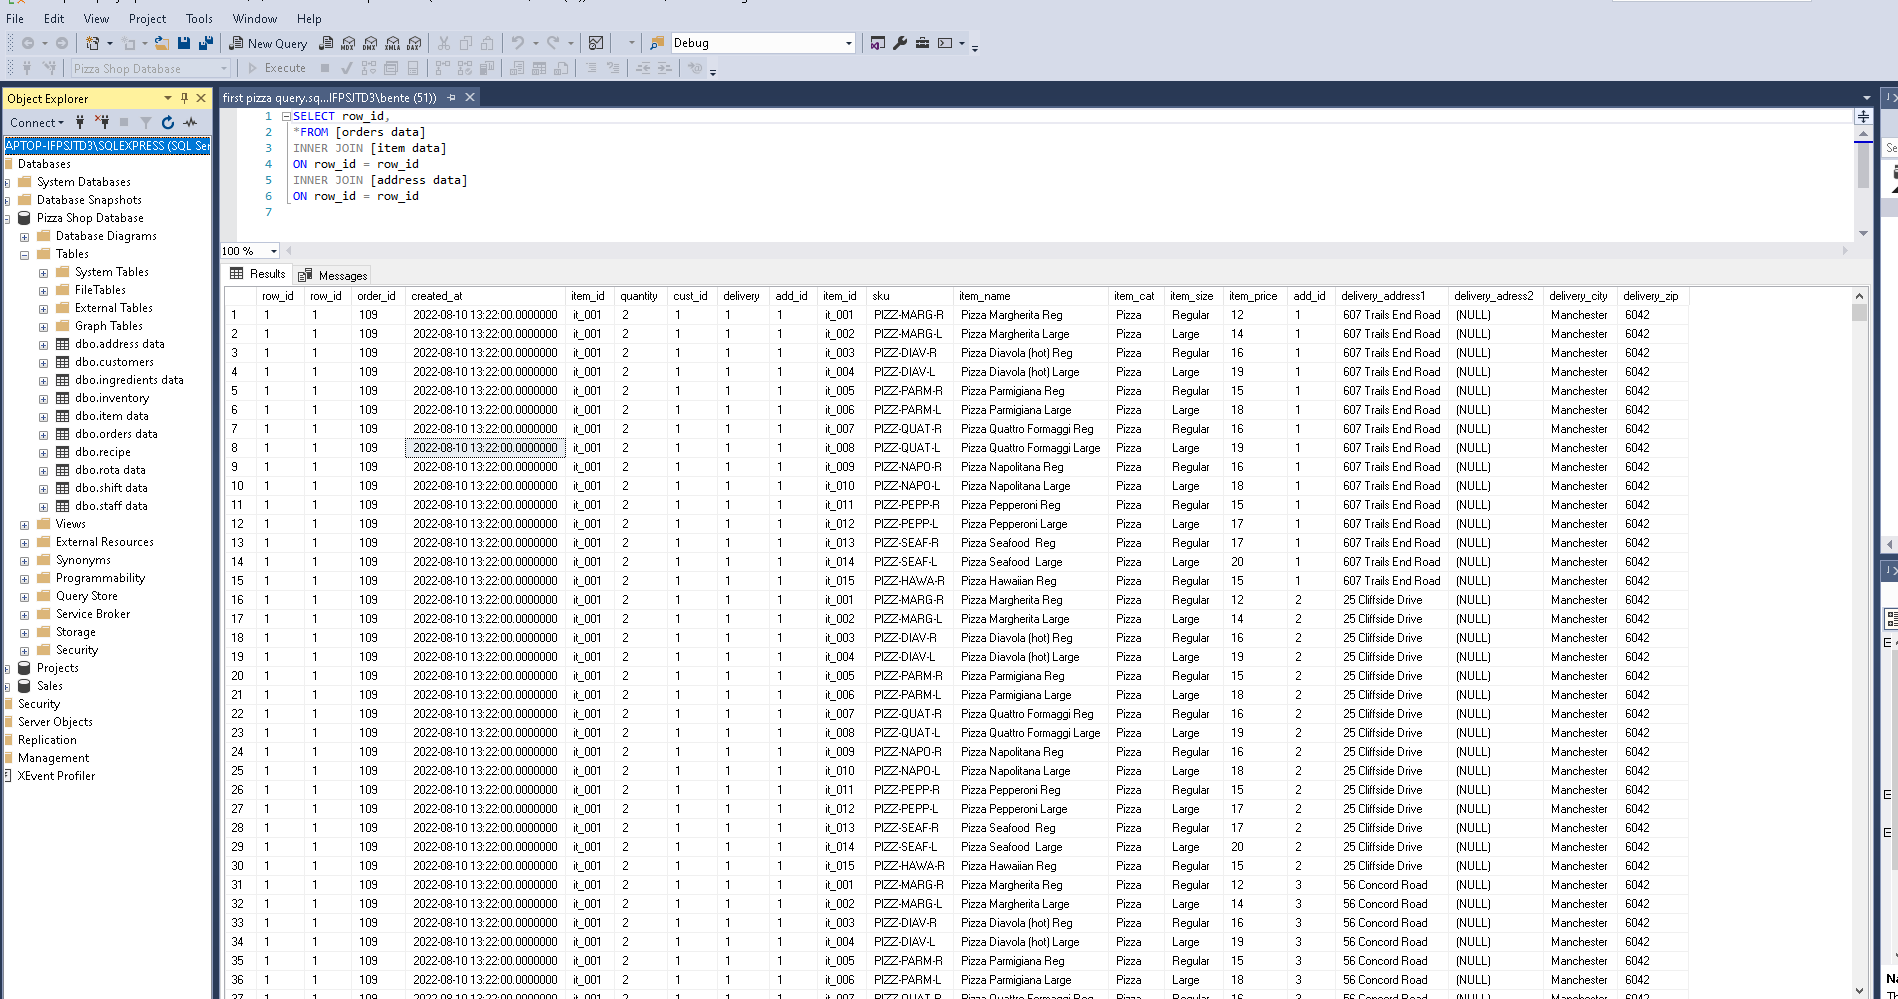 File Edit View Project Tools Window Help
New Query MDX DMX XMLA DAX Debug
Pizza Shop Database Execute
Object Explorer
first pizza query.sq...IFPSJTD3\bente (51))
Connect
APTOP-IFPSJTD3\SQLEXPRESS (SQL Ser
Databases
System Databases
Database Snapshots
Pizza Shop Database
Database Diagrams
Tables
System Tables
FileTables
External Tables
Graph Tables
dbo.address data
dbo.customers
dbo.ingredients data
dbo.inventory
dbo.item data
dbo.orders data
dbo.recipe
dbo.rota data
dbo.shift data
dbo.staff data
Views
External Resources
Synonyms
Programmability
Query Store
Service Broker
Storage
Security
Projects
Sales
Security
Server Objects
Replication
Management
XEvent Profiler
1 SELECT row_id,
2 *FROM [orders data]
3 INNER JOIN [item data]
4 ON row_id = row_id
5 INNER JOIN [address data]
6 ON row_id = row_id
7
100 %
Results Messages
row_id row_id order_id created_at item_id quantity cust_id delivery add_id item_id sku item_name item_cat item_size item_price add_id delivery_address1 delivery_adress2 delivery_city delivery_zip
1 1 1 109 2022-08-10 13:22:00.0000000 it_001 2 1 1 1 it_001 PIZZ-MARG-R Pizza Margherita Reg Pizza Regular 12 1 607 Trails End Road (NULL) Manchester 6042
2 1 1 109 2022-08-10 13:22:00.0000000 it_001 2 1 1 1 it_002 PIZZ-MARG-L Pizza Margherita Large Pizza Large 14 1 607 Trails End Road (NULL) Manchester 6042
3 1 1 109 2022-08-10 13:22:00.0000000 it_001 2 1 1 1 it_003 PIZZ-DIAV-R Pizza Diavola (hot) Reg Pizza Regular 16 1 607 Trails End Road (NULL) Manchester 6042
4 1 1 109 2022-08-10 13:22:00.0000000 it_001 2 1 1 1 it_004 PIZZ-DIAV-L Pizza Diavola (hot) Large Pizza Large 19 1 607 Trails End Road (NULL) Manchester 6042
5 1 1 109 2022-08-10 13:22:00.0000000 it_001 2 1 1 1 it_005 PIZZ-PARM-R Pizza Parmigiana Reg Pizza Regular 15 1 607 Trails End Road (NULL) Manchester 6042
6 1 1 109 2022-08-10 13:22:00.0000000 it_001 2 1 1 1 it_006 PIZZ-PARM-L Pizza Parmigiana Large Pizza Large 18 1 607 Trails End Road (NULL) Manchester 6042
7 1 1 109 2022-08-10 13:22:00.0000000 it_001 2 1 1 1 it_007 PIZZ-QUAT-R Pizza Quattro Formaggi Reg Pizza Regular 16 1 607 Trails End Road (NULL) Manchester 6042
8 1 1 109 2022-08-10 13:22:00.0000000 it_001 2 1 1 1 it_008 PIZZ-QUAT-L Pizza Quattro Formaggi Large Pizza Large 19 1 607 Trails End Road (NULL) Manchester 6042
9 1 1 109 2022-08-10 13:22:00.0000000 it_001 2 1 1 1 it_009 PIZZ-NAPO-R Pizza Napolitana Reg Pizza Regular 16 1 607 Trails End Road (NULL) Manchester 6042
10 1 1 109 2022-08-10 13:22:00.0000000 it_001 2 1 1 1 it_010 PIZZ-NAPO-L Pizza Napolitana Large Pizza Large 18 1 607 Trails End Road (NULL) Manchester 6042
11 1 1 109 2022-08-10 13:22:00.0000000 it_001 2 1 1 1 it_011 PIZZ-PEPP-R Pizza Pepperoni Reg Pizza Regular 15 1 607 Trails End Road (NULL) Manchester 6042
12 1 1 109 2022-08-10 13:22:00.0000000 it_001 2 1 1 1 it_012 PIZZ-PEPP-L Pizza Pepperoni Large Pizza Large 17 1 607 Trails End Road (NULL) Manchester 6042
13 1 1 109 2022-08-10 13:22:00.0000000 it_001 2 1 1 1 it_013 PIZZ-SEAF-R Pizza Seafood Reg Pizza Regular 17 1 607 Trails End Road (NULL) Manchester 6042
14 1 1 109 2022-08-10 13:22:00.0000000 it_001 2 1 1 1 it_014 PIZZ-SEAF-L Pizza Seafood Large Pizza Large 20 1 607 Trails End Road (NULL) Manchester 6042
15 1 1 109 2022-08-10 13:22:00.0000000 it_001 2 1 1 1 it_015 PIZZ-HAWA-R Pizza Hawaiian Reg Pizza Regular 15 1 607 Trails End Road (NULL) Manchester 6042
16 1 1 109 2022-08-10 13:22:00.0000000 it_001 2 1 1 1 it_001 PIZZ-MARG-R Pizza Margherita Reg Pizza Regular 12 2 25 Cliffside Drive (NULL) Manchester 6042
17 1 1 109 2022-08-10 13:22:00.0000000 it_001 2 1 1 1 it_002 PIZZ-MARG-L Pizza Margherita Large Pizza Large 14 2 25 Cliffside Drive (NULL) Manchester 6042
18 1 1 109 2022-08-10 13:22:00.0000000 it_001 2 1 1 1 it_003 PIZZ-DIAV-R Pizza Diavola (hot) Reg Pizza Regular 16 2 25 Cliffside Drive (NULL) Manchester 6042
19 1 1 109 2022-08-10 13:22:00.0000000 it_001 2 1 1 1 it_004 PIZZ-DIAV-L Pizza Diavola (hot) Large Pizza Large 19 2 25 Cliffside Drive (NULL) Manchester 6042
20 1 1 109 2022-08-10 13:22:00.0000000 it_001 2 1 1 1 it_005 PIZZ-PARM-R Pizza Parmigiana Reg Pizza Regular 15 2 25 Cliffside Drive (NULL) Manchester 6042
21 1 1 109 2022-08-10 13:22:00.0000000 it_001 2 1 1 1 it_006 PIZZ-PARM-L Pizza Parmigiana Large Pizza Large 18 2 25 Cliffside Drive (NULL) Manchester 6042
22 1 1 109 2022-08-10 13:22:00.0000000 it_001 2 1 1 1 it_007 PIZZ-QUAT-R Pizza Quattro Formaggi Reg Pizza Regular 16 2 25 Cliffside Drive (NULL) Manchester 6042
23 1 1 109 2022-08-10 13:22:00.0000000 it_001 2 1 1 1 it_008 PIZZ-QUAT-L Pizza Quattro Formaggi Large Pizza Large 19 2 25 Cliffside Drive (NULL) Manchester 6042
24 1 1 109 2022-08-10 13:22:00.0000000 it_001 2 1 1 1 it_009 PIZZ-NAPO-R Pizza Napolitana Reg Pizza Regular 16 2 25 Cliffside Drive (NULL) Manchester 6042
25 1 1 109 2022-08-10 13:22:00.0000000 it_001 2 1 1 1 it_010 PIZZ-NAPO-L Pizza Napolitana Large Pizza Large 18 2 25 Cliffside Drive (NULL) Manchester 6042
26 1 1 109 2022-08-10 13:22:00.0000000 it_001 2 1 1 1 it_011 PIZZ-PEPP-R Pizza Pepperoni Reg Pizza Regular 15 2 25 Cliffside Drive (NULL) Manchester 6042
27 1 1 109 2022-08-10 13:22:00.0000000 it_001 2 1 1 1 it_012 PIZZ-PEPP-L Pizza Pepperoni Large Pizza Large 17 2 25 Cliffside Drive (NULL) Manchester 6042
28 1 1 109 2022-08-10 13:22:00.0000000 it_001 2 1 1 1 it_013 PIZZ-SEAF-R Pizza Seafood Reg Pizza Regular 17 2 25 Cliffside Drive (NULL) Manchester 6042
29 1 1 109 2022-08-10 13:22:00.0000000 it_001 2 1 1 1 it_014 PIZZ-SEAF-L Pizza Seafood Large Pizza Large 20 2 25 Cliffside Drive (NULL) Manchester 6042
30 1 1 109 2022-08-10 13:22:00.0000000 it_001 2 1 1 1 it_015 PIZZ-HAWA-R Pizza Hawaiian Reg Pizza Regular 15 2 25 Cliffside Drive (NULL) Manchester 6042
31 1 1 109 2022-08-10 13:22:00.0000000 it_001 2 1 1 1 it_001 PIZZ-MARG-R Pizza Margherita Reg Pizza Regular 12 3 56 Concord Road (NULL) Manchester 6042
32 1 1 109 2022-08-10 13:22:00.0000000 it_001 2 1 1 1 it_002 PIZZ-MARG-L Pizza Margherita Large Pizza Large 14 3 56 Concord Road (NULL) Manchester 6042
33 1 1 109 2022-08-10 13:22:00.0000000 it_001 2 1 1 1 it_003 PIZZ-DIAV-R Pizza Diavola (hot) Reg Pizza Regular 16 3 56 Concord Road (NULL) Manchester 6042
34 1 1 109 2022-08-10 13:22:00.0000000 it_001 2 1 1 1 it_004 PIZZ-DIAV-L Pizza Diavola (hot) Large Pizza Large 19 3 56 Concord Road (NULL) Manchester 6042
35 1 1 109 2022-08-10 13:22:00.0000000 it_001 2 1 1 1 it_005 PIZZ-PARM-R Pizza Parmigiana Reg Pizza Regular 15 3 56 Concord Road (NULL) Manchester 6042
36 1 1 109 2022-08-10 13:22:00.0000000 it_001 2 1 1 1 it_006 PIZZ-PARM-L Pizza Parmigiana Large Pizza Large 18 3 56 Concord Road (NULL) Manchester 6042
37 1 1 109 2022-08-10 13:22:00.0000000 it_001 2 1 1 1 it_007 PIZZ-QUAT-R Pizza Quattro Formaggi Reg Pizza Regular 16 3 56 Concord Road (NULL) Manchester 6042